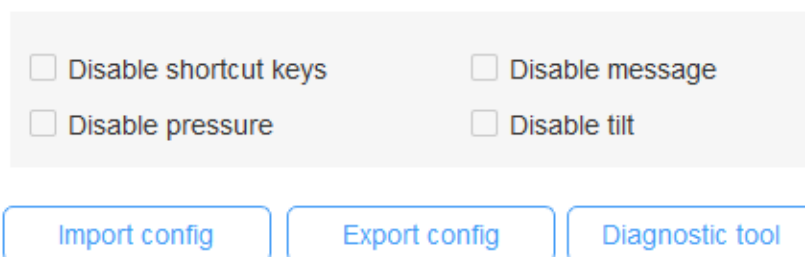 Disable shortcut keys Disable message
Disable pressure Disable tilt
Import config Export config Diagnostic tool